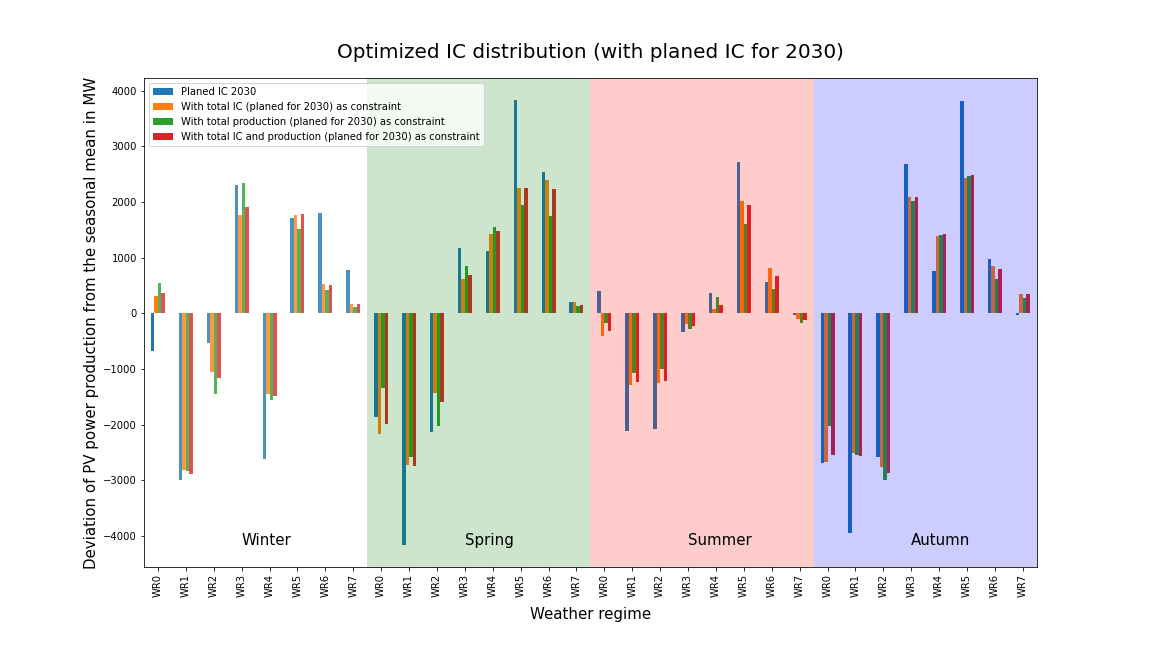 Optimized IC distribution (with planed IC for 2030)
Deviation of PV power production from the seasonal mean in MW
4000
3000
2000
1000
0
−1000
−2000
−3000
−4000
Planed IC 2030
With total IC (planed for 2030) as constraint
With total production (planed for 2030) as constraint
With total IC and production (planed for 2030) as constraint
Winter
Spring
Summer
Autumn
WR0 WR1 WR2 WR3 WR4 WR5 WR6 WR7 WR0 WR1 WR2 WR3 WR4 WR5 WR6 WR7 WR0 WR1 WR2 WR3 WR4 WR5 WR6 WR7 WR0 WR1 WR2 WR3 WR4 WR5 WR6 WR7
Weather regime